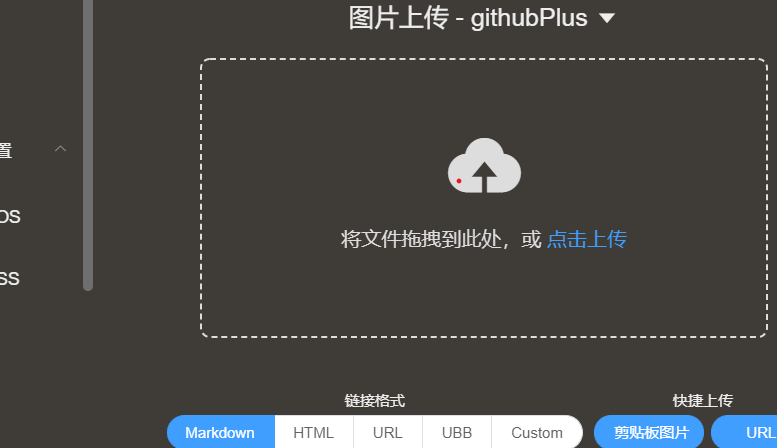 图片上传 - githubPlus
置
OS
SS
将文件拖拽到此处，或 点击上传
链接格式
快捷上传
Markdown HTML URL UBB Custom 剪贴板图片 URL